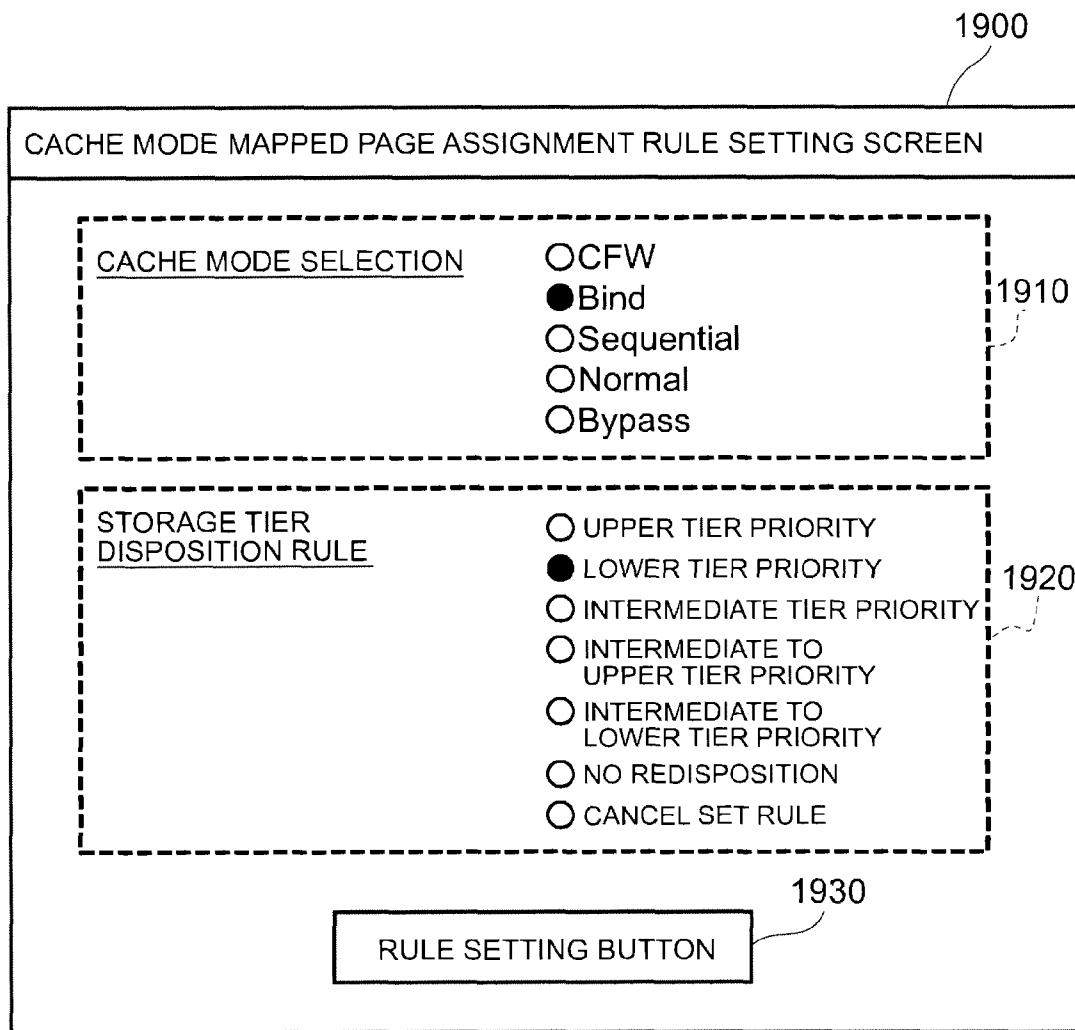 1900
CACHE MODE MAPPED PAGE ASSIGNMENT RULE SETTING SCREEN
CACHE MODE SELECTION
CFW
Bind
Sequential
Normal
Bypass
1910
STORAGE TIER
DISPOSITION RULE
UPPER TIER PRIORITY
LOWER TIER PRIORITY
INTERMEDIATE TIER PRIORITY
INTERMEDIATE TO
UPPER TIER PRIORITY
INTERMEDIATE TO
LOWER TIER PRIORITY
NO REDISPOSITION
CANCEL SET RULE
1920
1930
RULE SETTING BUTTON